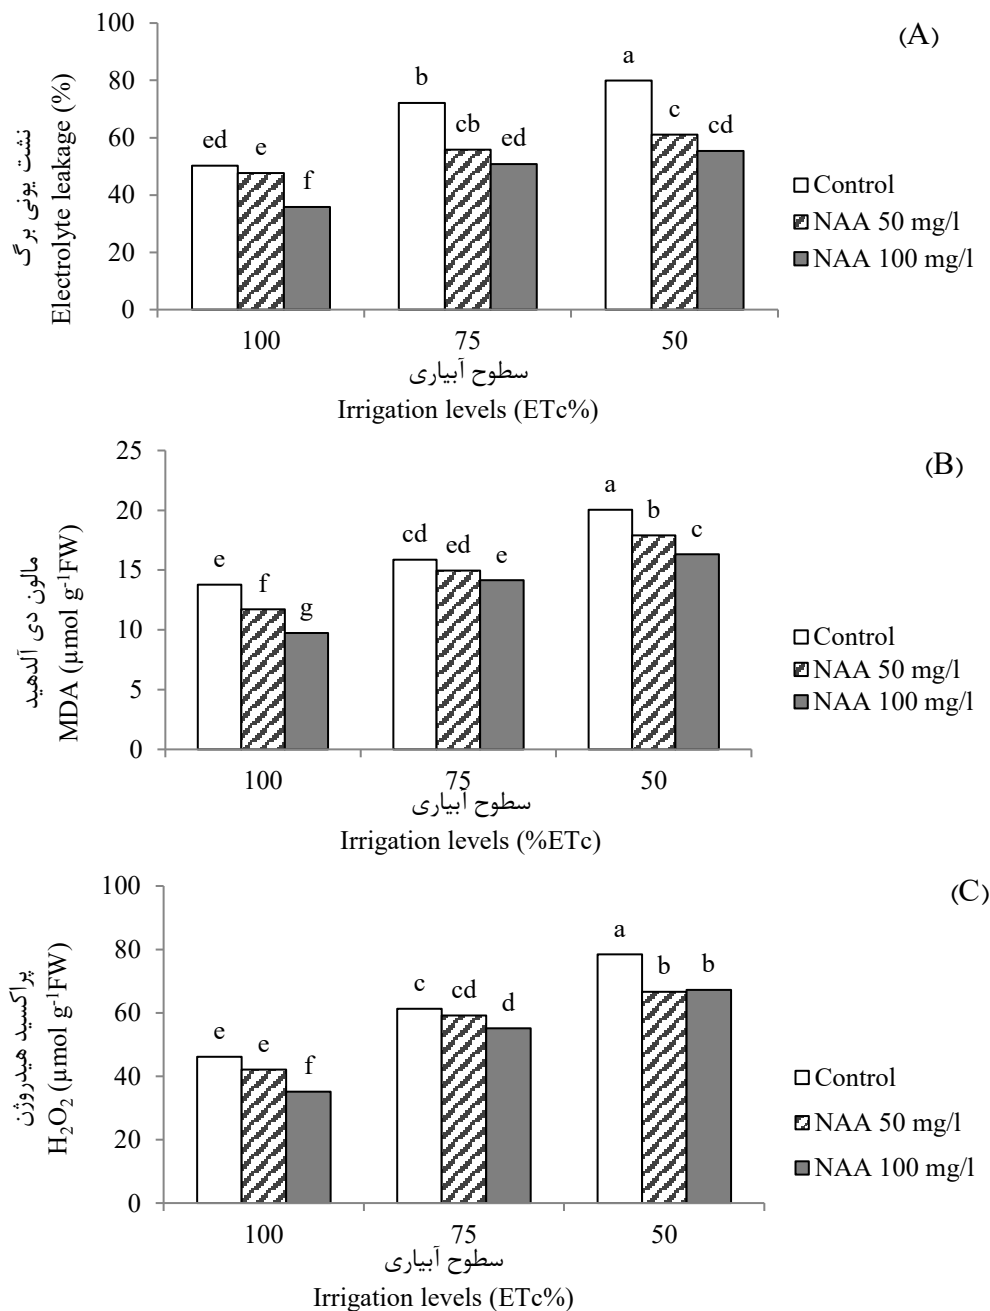 (A)
100
80
60
40
20
0
نشت یونی برگ
Electrolyte leakage (%)
ed e f
b cb ed
a c cd
Control
NAA 50 mg/l
NAA 100 mg/l
100 75 50
سطوح آبیاری
Irrigation levels (ETc%)
(B)
25
20
15
10
5
0
مالون دی آلدهید
MDA (µmol g⁻¹FW)
e f g
cd ed e
a b c
Control
NAA 50 mg/l
NAA 100 mg/l
100 75 50
سطوح آبیاری
Irrigation levels (%ETc)
(C)
100
80
60
40
20
0
پراکسید هیدروژن
H₂O₂ (µmol g⁻¹FW)
e e f
c cd d
a b b
Control
NAA 50 mg/l
NAA 100 mg/l
100 75 50
سطوح آبیاری
Irrigation levels (ETc%)